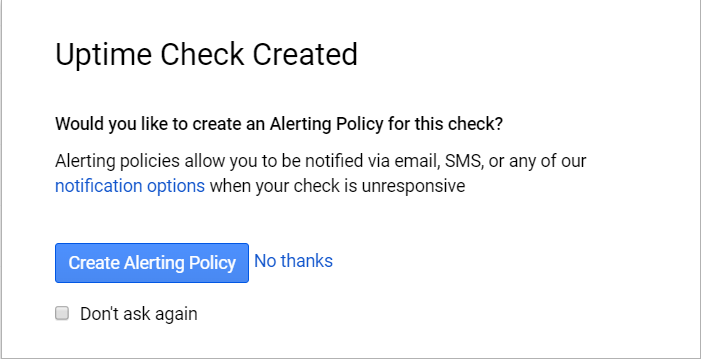 Uptime Check Created
Would you like to create an Alerting Policy for this check?
Alerting policies allow you to be notified via email, SMS, or any of our
notification options when your check is unresponsive
Create Alerting Policy No thanks
Don't ask again